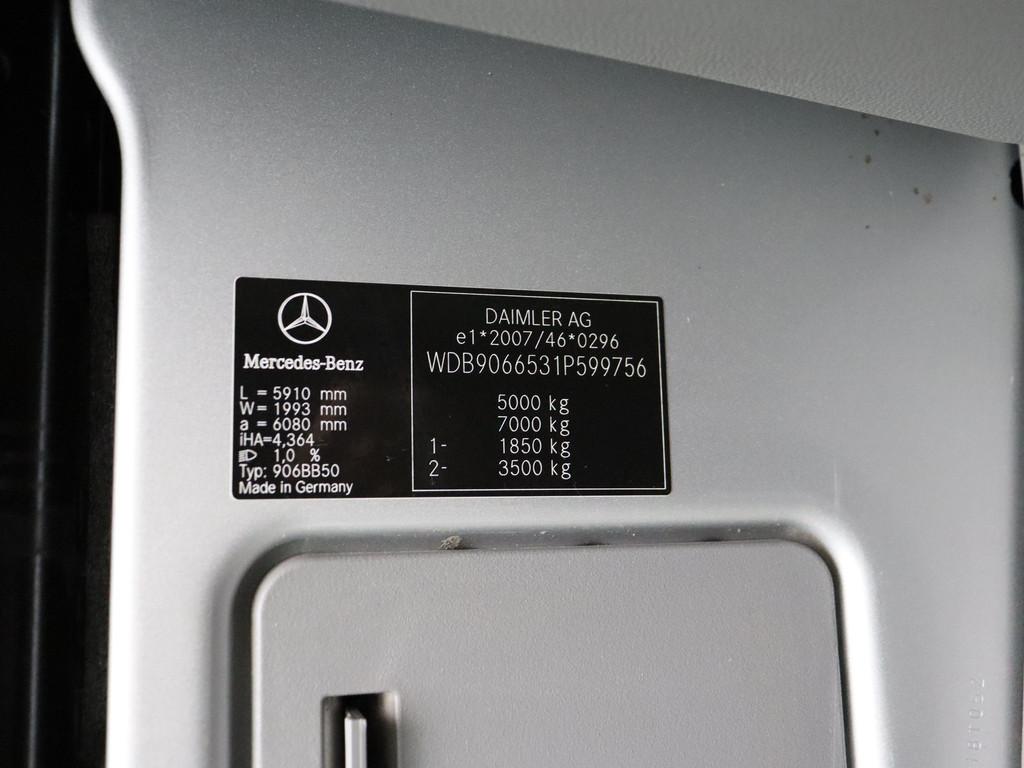 Mercedes-Benz
L = 5910 mm
W = 1993 mm
a = 6080 mm
iHA=4,364
1,0 %
Typ: 906BB50
Made in Germany
DAIMLER AG
e1*2007/46*0296
WDB9066531P599756
5000 kg
7000 kg
1- 1850 kg
2- 3500 kg